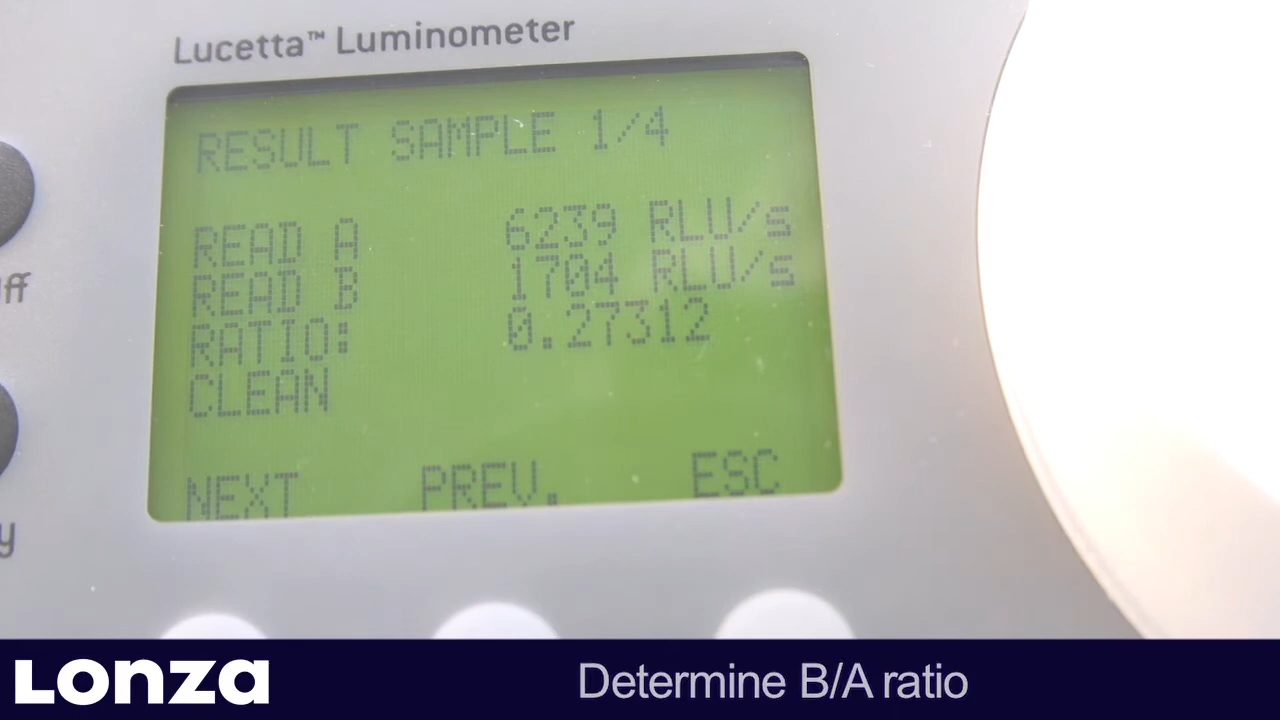 Lucetta™ Luminometer
RESULT SAMPLE 1/4
READ A 6239 RLU/s
READ B 1704 RLU/s
RATIO: 0.27312
CLEAN
NEXT PREV. ESC
ff
y
Lonza
Determine B/A ratio